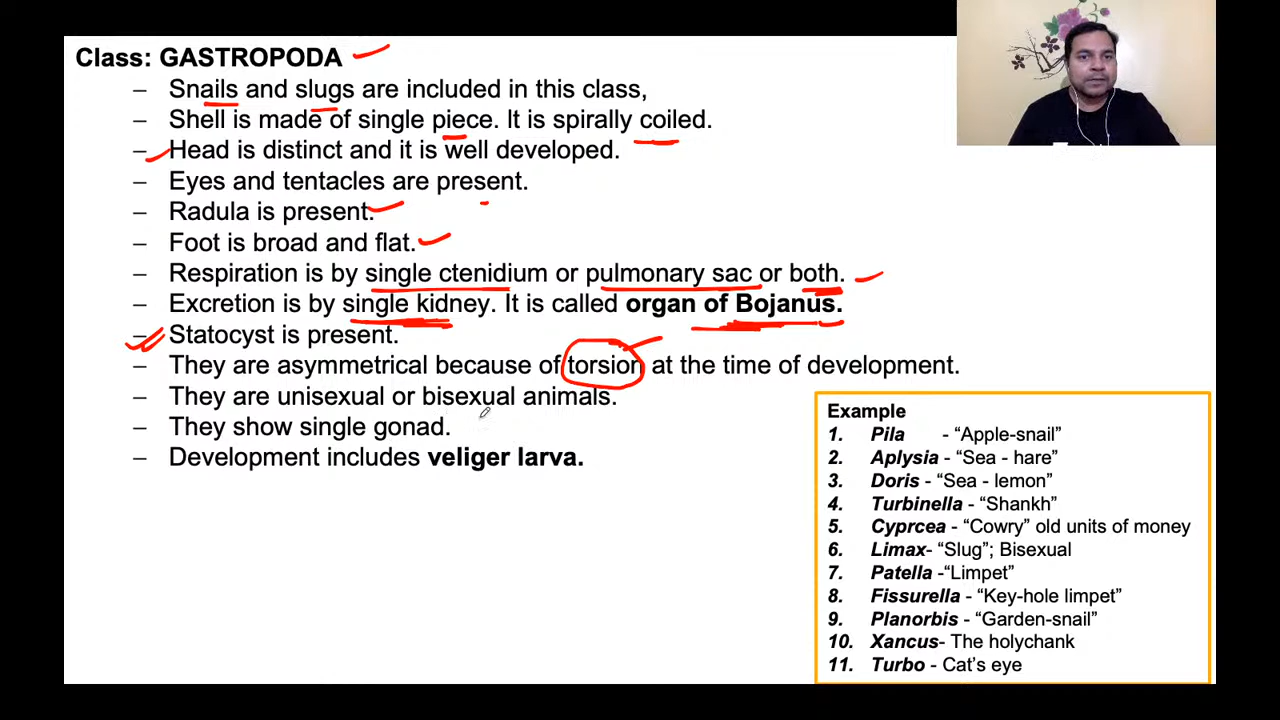 Class: GASTROPODA
– Snails and slugs are included in this class,
– Shell is made of single piece. It is spirally coiled.
– Head is distinct and it is well developed.
– Eyes and tentacles are present.
– Radula is present.
– Foot is broad and flat.
– Respiration is by single ctenidium or pulmonary sac or both.
– Excretion is by single kidney. It is called organ of Bojanus.
– Statocyst is present.
– They are asymmetrical because of torsion at the time of development.
– They are unisexual or bisexual animals.
– They show single gonad.
– Development includes veliger larva.
Example
1. Pila - “Apple-snail”
2. Aplysia - “Sea - hare”
3. Doris - “Sea - lemon”
4. Turbinella - “Shankh”
5. Cyprcea - “Cowry” old units of money
6. Limax- “Slug”; Bisexual
7. Patella -“Limpet”
8. Fissurella - “Key-hole limpet”
9. Planorbis - “Garden-snail”
10. Xancus- The holychank
11. Turbo - Cat’s eye